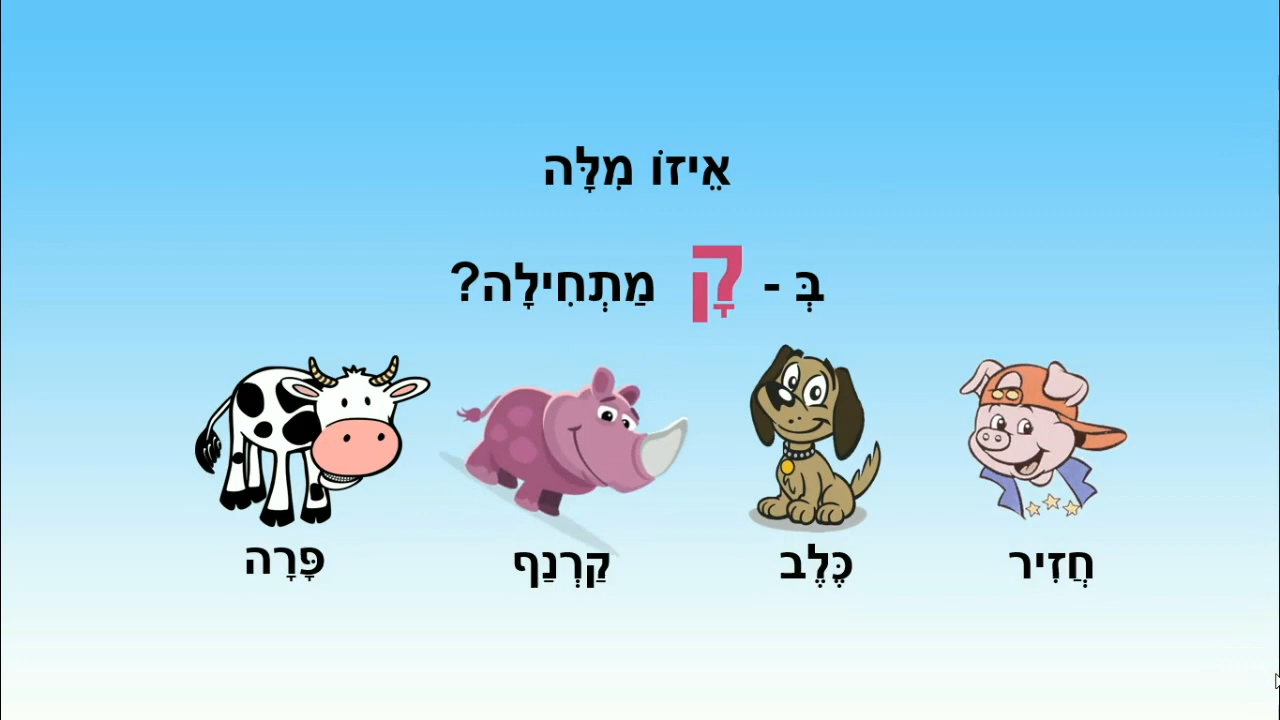 אֵיזוֹ מִלָּה
בְּ - קָ מַתְחִילָה?
חֲזִיר כֶּלֶב קַרְנַף פָּרָה